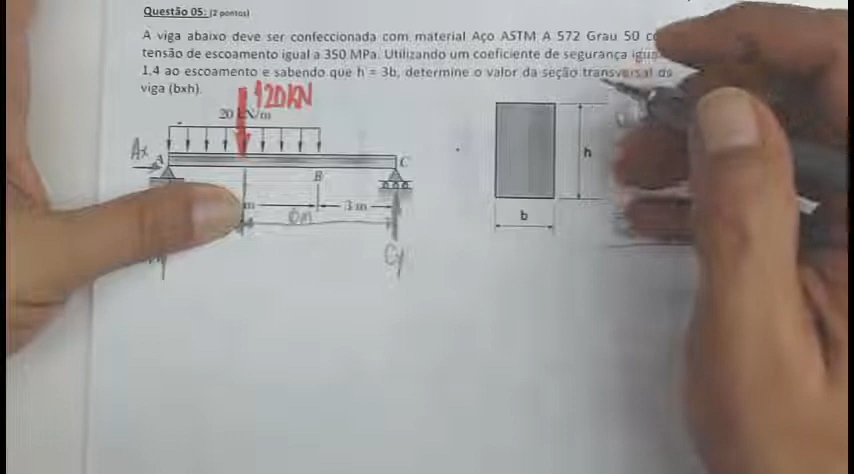 Questão 05: (2 pontos)
A viga abaixo deve ser confeccionada com material Aço ASTM A 572 Grau 50
tensão de escoamento igual a 350 MPa. Utilizando um coeficiente de segurança
1.4 ao escoamento e sabendo que h = 3b, determine o valor da seção transversal da
viga (bxh).
120KN
20 kN/m
Ax
A
C
B
h
m
3 m
6m
b
Cy